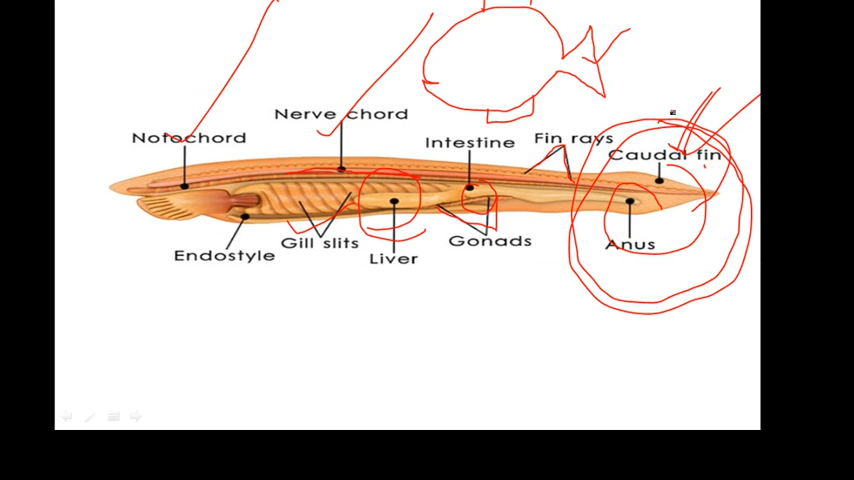 Nerve chord
Notochord
Intestine
Fin rays
Caudal fin
Endostyle
Gill slits
Liver
Gonads
Anus